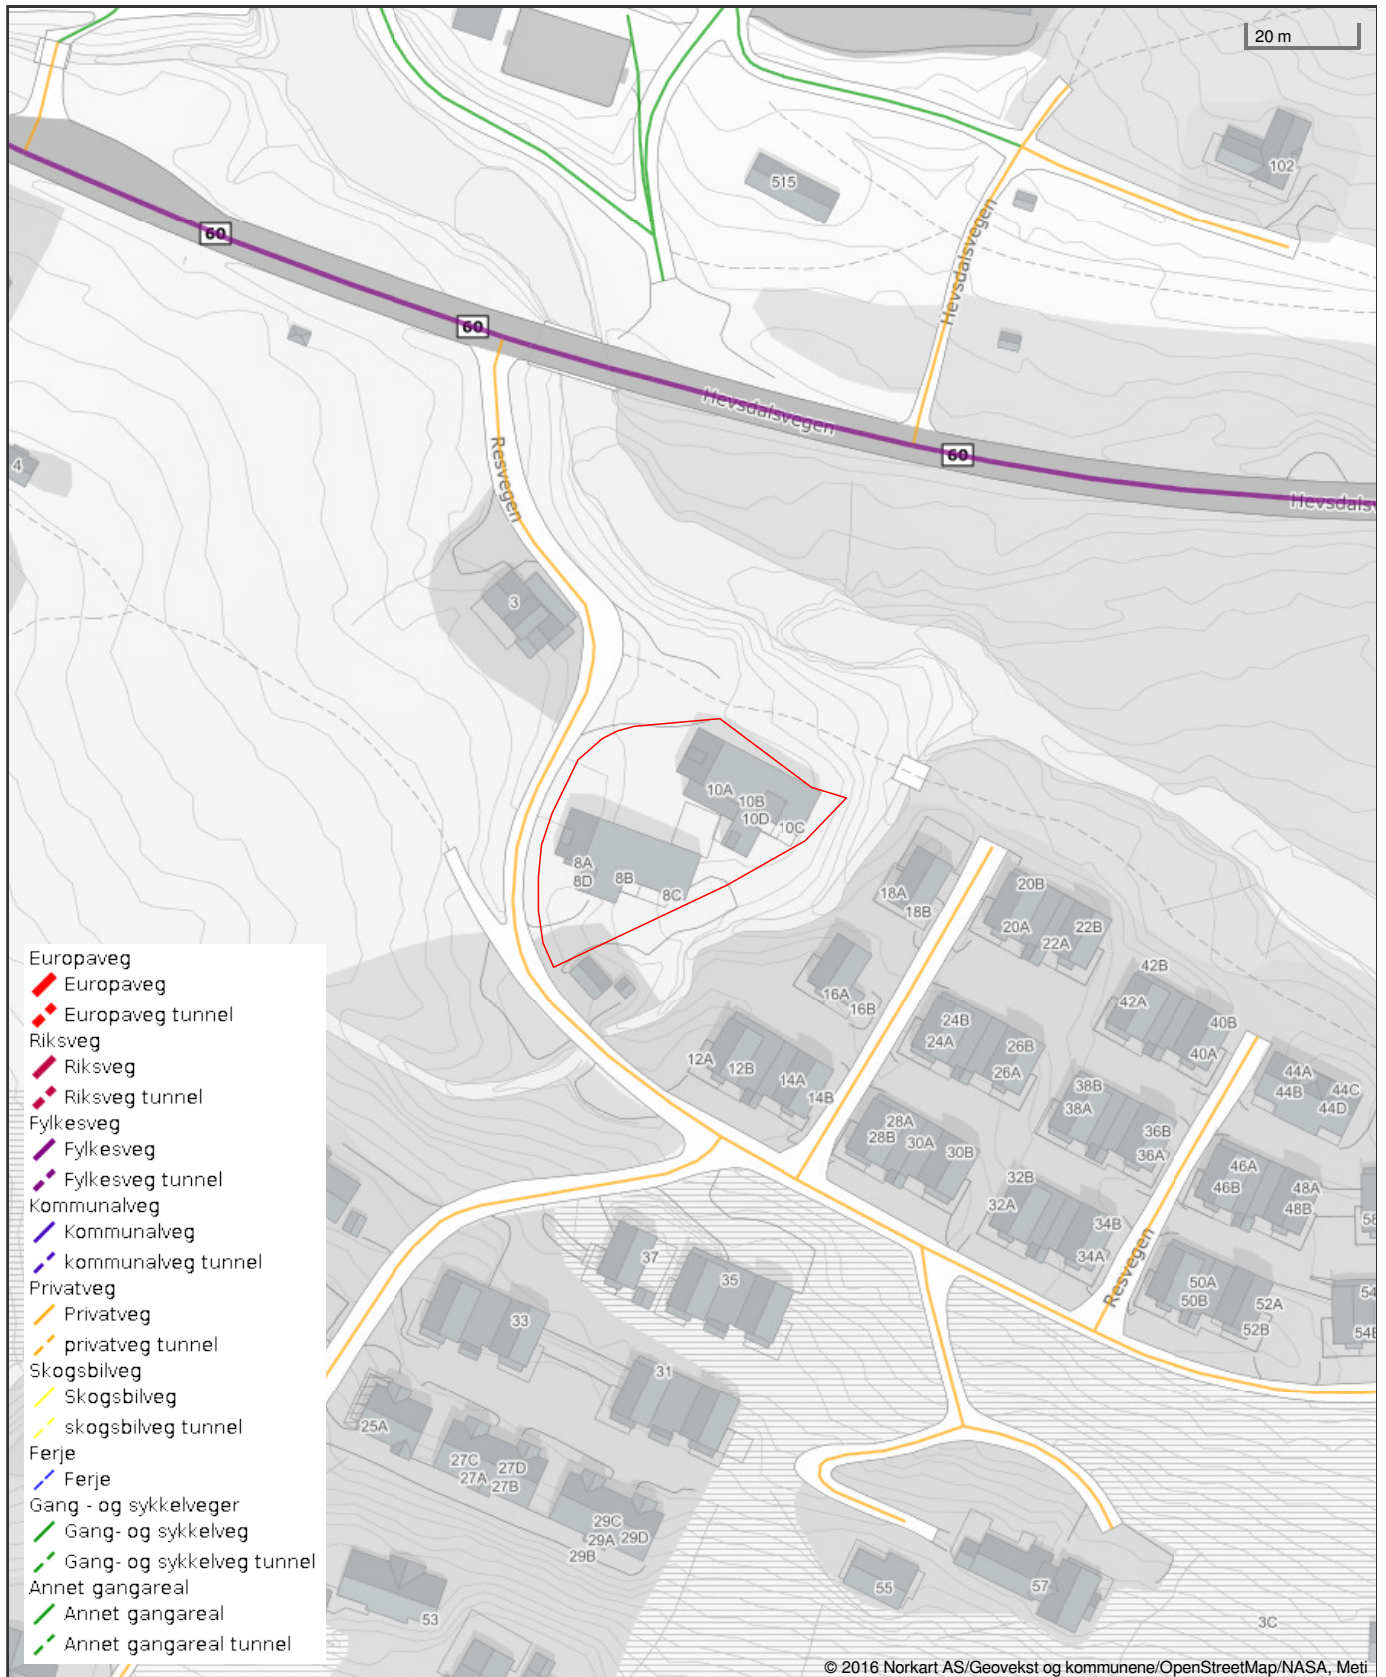 20 m
102
515
60
Hevsdalsvegen
60
Hevsdalsvegen
Resvegen
60
4
Hevsdalsv
3
10A
10B
10D
10C
8A
8D
8B
8C
18A
18B
20B
20A
22B
22A
42B
16A
16B
42A
24B
24A
40B
26B
40A
26A
12A
12B
14A
14B
44A
44B
44C
44D
38B
38A
28A
28B
30A
30B
36B
36A
46A
46B
32B
32A
48A
48B
34B
34A
58
Resvegen
37
35
50A
50B
52A
52B
54
54B
33
31
25A
27C
27D
27A
27B
29C
29A
29D
29B
55
57
53
3C
Europaveg
Europaveg
Europaveg tunnel
Riksveg
Riksveg
Riksveg tunnel
Fylkesveg
Fylkesveg
Fylkesveg tunnel
Kommunalveg
Kommunalveg
kommunalveg tunnel
Privatveg
Privatveg
privatveg tunnel
Skogsbilveg
Skogsbilveg
skogsbilveg tunnel
Ferje
Ferje
Gang - og sykkelveger
Gang- og sykkelveg
Gang- og sykkelveg tunnel
Annet gangareal
Annet gangareal
Annet gangareal tunnel
© 2016 Norkart AS/Geovekst og kommunene/OpenStreetMap/NASA, Meti